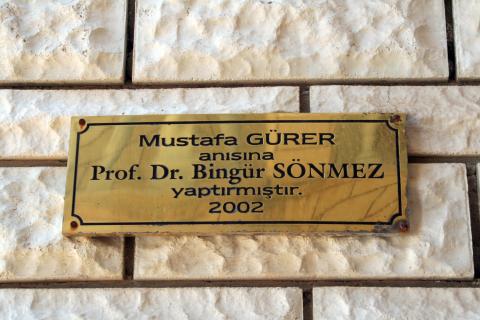 Mustafa GÜRER
anısına
Prof. Dr. Bingür SÖNMEZ
yaptırmıştır.
2002